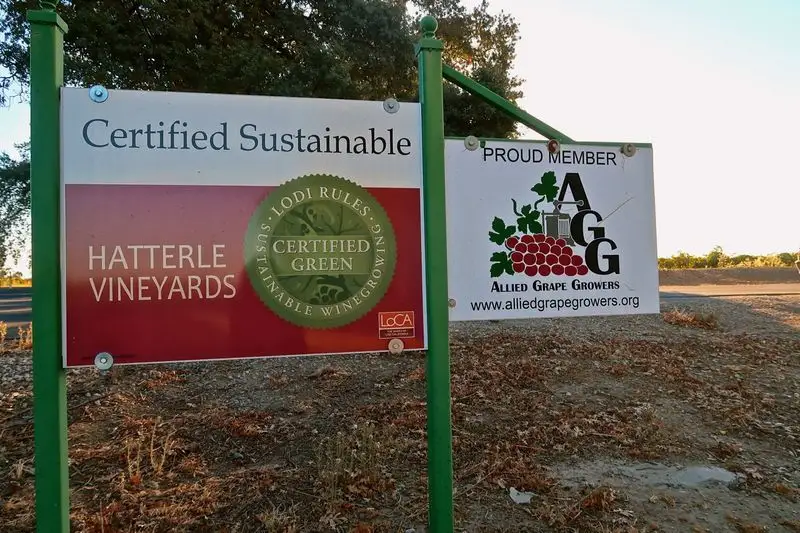 Certified Sustainable
HATTERLE
VINEYARDS
· LODI RULES ·
SUSTAINABLE WINEGROWING
CERTIFIED
GREEN
LoCA
PROUD MEMBER
AGG
ALLIED GRAPE GROWERS
www.alliedgrapegrowers.org